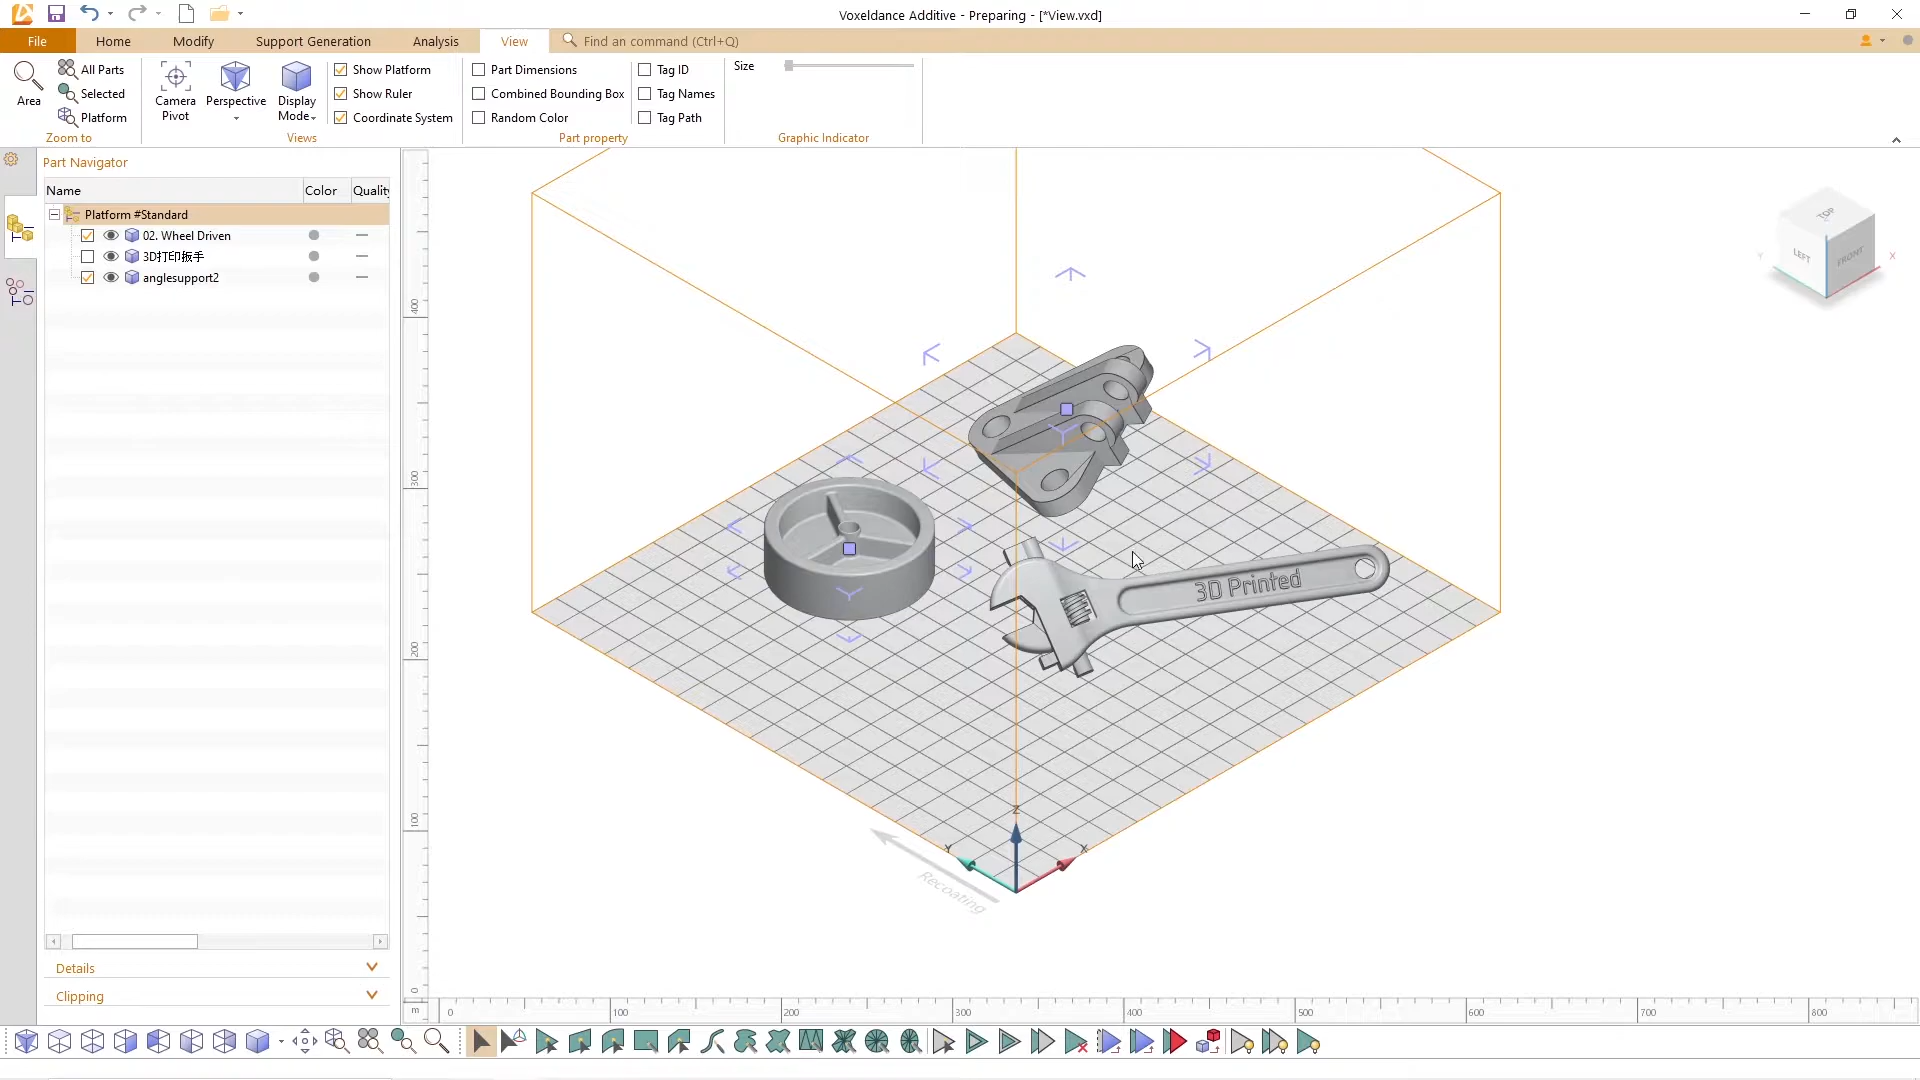 Voxeldance Additive - Preparing - [*View.vxd]
File Home Modify Support Generation Analysis View Find an command (Ctrl+Q)
Area
All Parts
Selected
Platform
Zoom to
Camera Pivot
Perspective
Display Mode
Show Platform
Show Ruler
Coordinate System
Views
Part Dimensions
Combined Bounding Box
Random Color
Tag ID
Tag Names
Tag Path
Part property
Size
Graphic Indicator
Part Navigator
Name Color Quality
Platform #Standard
02. Wheel Driven
3D打印扳手
anglesupport2
Details
Clipping
400
300
200
100
0
m
0 100 200 300 400 500 600 700 800
TOP
LEFT
FRONT
Y
X
3D Printed
Z
Y
X
Recoating